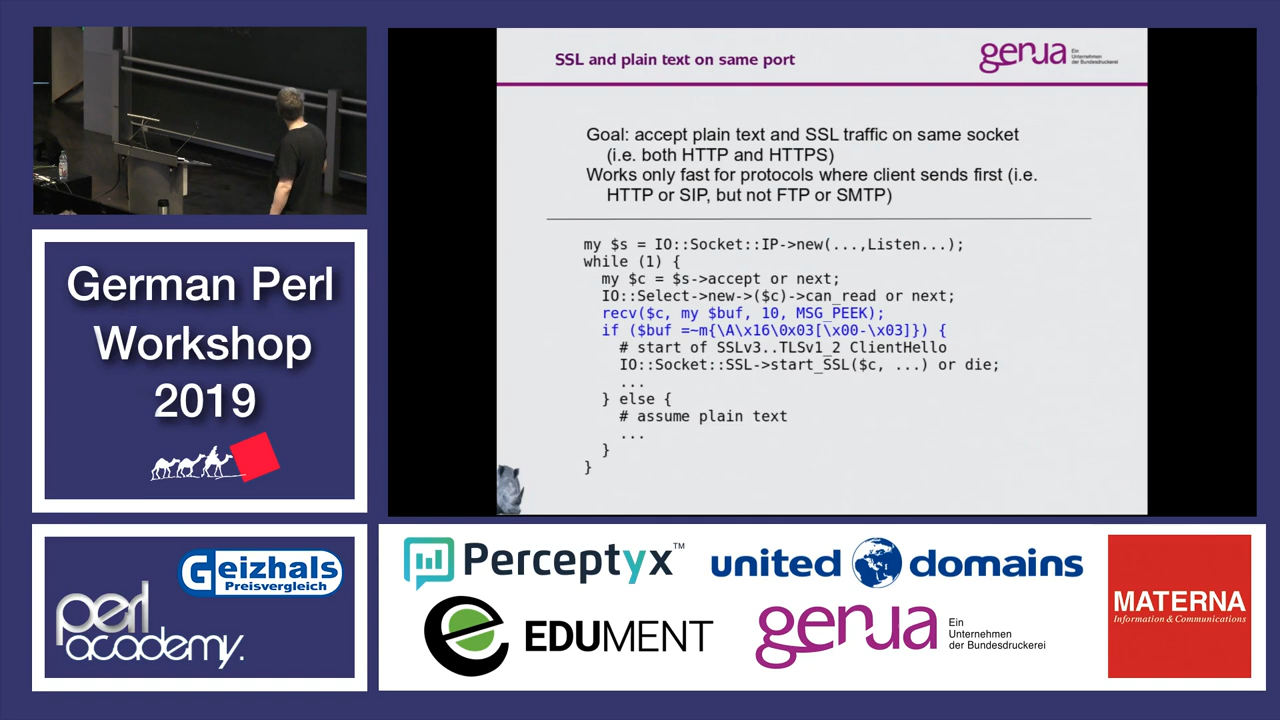 SSL and plain text on same port
genua
Ein
Unternehmen
der Bundesdruckerei
Goal: accept plain text and SSL traffic on same socket
(i.e. both HTTP and HTTPS)
Works only fast for protocols where client sends first (i.e.
HTTP or SIP, but not FTP or SMTP)
my $s = IO::Socket::IP->new(...,Listen...);
while (1) {
my $c = $s->accept or next;
IO::Select->new->($c)->can_read or next;
recv($c, my $buf, 10, MSG_PEEK);
if ($buf =~m{\A\x16\0x03[\x00-\x03]}) {
# start of SSLv3..TLSv1_2 ClientHello
IO::Socket::SSL->start_SSL($c, ...) or die;
...
} else {
# assume plain text
...
}
}
German Perl
Workshop
2019
Geizhals
Preisvergleich
perl
academy.
Perceptyx™
united domains
EDUMENT
genua
Ein
Unternehmen
der Bundesdruckerei
MATERNA
Information & Communications